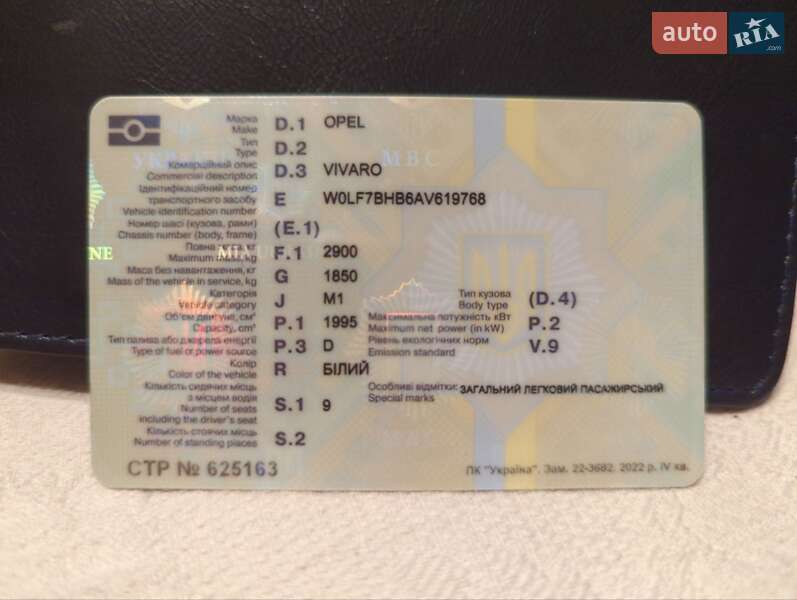 auto RIA.com
Марка
Make D.1 OPEL
Тип
Type D.2
Комерційний опис
Commercial description D.3 VIVARO
Ідентифікаційний номер
транспортного засобу
Vehicle identification number E W0LF7BHB6AV619768
Номер шасі (кузова, рами)
Chassis number (body, frame) (E.1)
Повна маса, кг
Maximum mass, kg F.1 2900
Маса без навантаження, кг
Mass of the vehicle in service, kg G 1850
Категорія
Vehicle category J M1
Тип кузова
Body type (D.4)
Об'єм двигуна, см³
Capacity, cm³ P.1 1995
Максимальна потужність кВт
Maximum net power (in kW) P.2
Тип палива або джерела енергії
Type of fuel or power source P.3 D
Рівень екологічних норм
Emission standard V.9
Колір
Color of the vehicle R БІЛИЙ
Особливі відмітки: ЗАГАЛЬНИЙ ЛЕГКОВИЙ ПАСАЖИРСЬКИЙ
Special marks
Кількість сидячих місць
з місцем водія
Number of seats
including the driver's seat S.1 9
Кількість стоячих місць
Number of standing places S.2
СТР № 625163
ПК "Україна". Зам. 22-3682. 2022 р. IV кв.
МВС